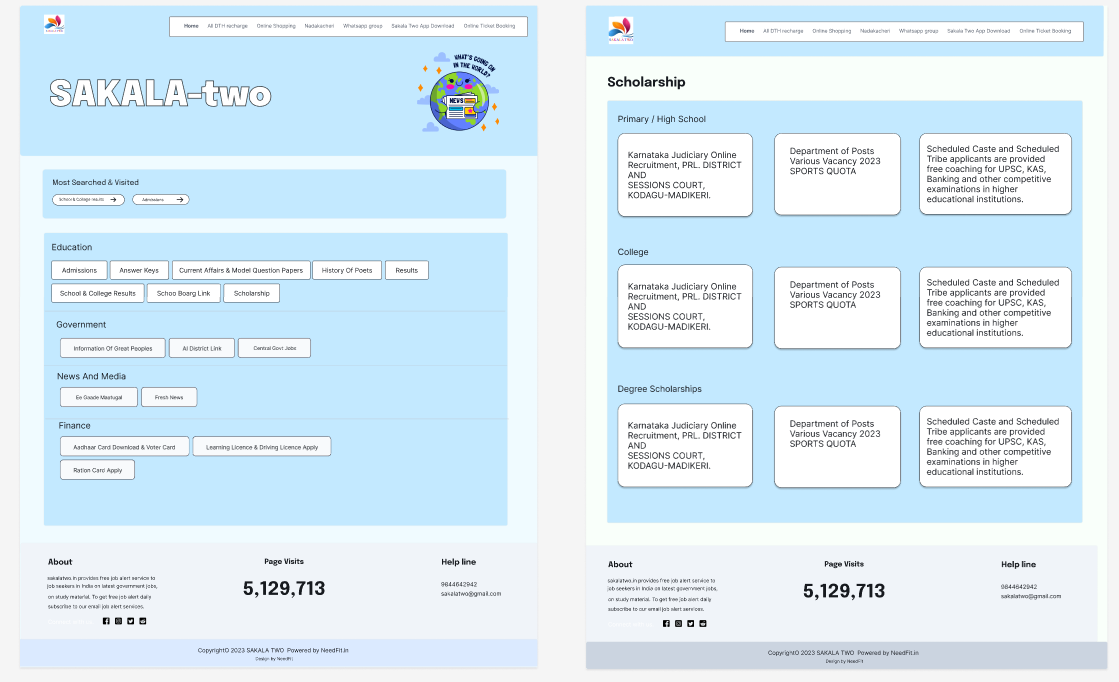 SAKALA TWO
Home All DTH recharge Online Shopping Nadakacheri Whatsapp group Sakala Two App Download Online Ticket Booking
SAKALA-two
WHAT'S GOING ON
IN THE WORLD?
NEWS
Most Searched & Visited
School & College results Admissions
Education
Admissions Answer Keys Current Affairs & Model Question Papers History Of Poets Results
School & College Results Schoo Boarg Link Scholarship
Government
Information Of Great Peoples Al District Link Central Govt Jobs
News And Media
Ee Gaade Maatugal Fresh News
Finance
Aadhaar Card Download & Voter Card Learning Licence & Driving Licence Apply
Ration Card Apply
About
sakalatwo.in provides free job alert service to
job seekers in India on latest government jobs,
on study material. To get free job alert daily
subscribe to our email job alert services.
Page Visits
5,129,713
Help line
9844642942
sakalatwo@gmail.com
Copyright© 2023 SAKALA TWO Powered by NeedFit.in
Design by NeedFit
SAKALA TWO
Home All DTH recharge Online Shopping Nadakacheri Whatsapp group Sakala Two App Download Online Ticket Booking
Scholarship
Primary / High School
Karnataka Judiciary Online
Recruitment, PRL. DISTRICT
AND
SESSIONS COURT,
KODAGU-MADIKERI.
Department of Posts
Various Vacancy 2023
SPORTS QUOTA
Scheduled Caste and Scheduled
Tribe applicants are provided
free coaching for UPSC, KAS,
Banking and other competitive
examinations in higher
educational institutions.
College
Karnataka Judiciary Online
Recruitment, PRL. DISTRICT
AND
SESSIONS COURT,
KODAGU-MADIKERI.
Department of Posts
Various Vacancy 2023
SPORTS QUOTA
Scheduled Caste and Scheduled
Tribe applicants are provided
free coaching for UPSC, KAS,
Banking and other competitive
examinations in higher
educational institutions.
Degree Scholarships
Karnataka Judiciary Online
Recruitment, PRL. DISTRICT
AND
SESSIONS COURT,
KODAGU-MADIKERI.
Department of Posts
Various Vacancy 2023
SPORTS QUOTA
Scheduled Caste and Scheduled
Tribe applicants are provided
free coaching for UPSC, KAS,
Banking and other competitive
examinations in higher
educational institutions.
About
sakalatwo.in provides free job alert service to
job seekers in India on latest government jobs,
on study material. To get free job alert daily
subscribe to our email job alert services.
Page Visits
5,129,713
Help line
9844642942
sakalatwo@gmail.com
Copyright© 2023 SAKALA TWO Powered by NeedFit.in
Design by NeedFit